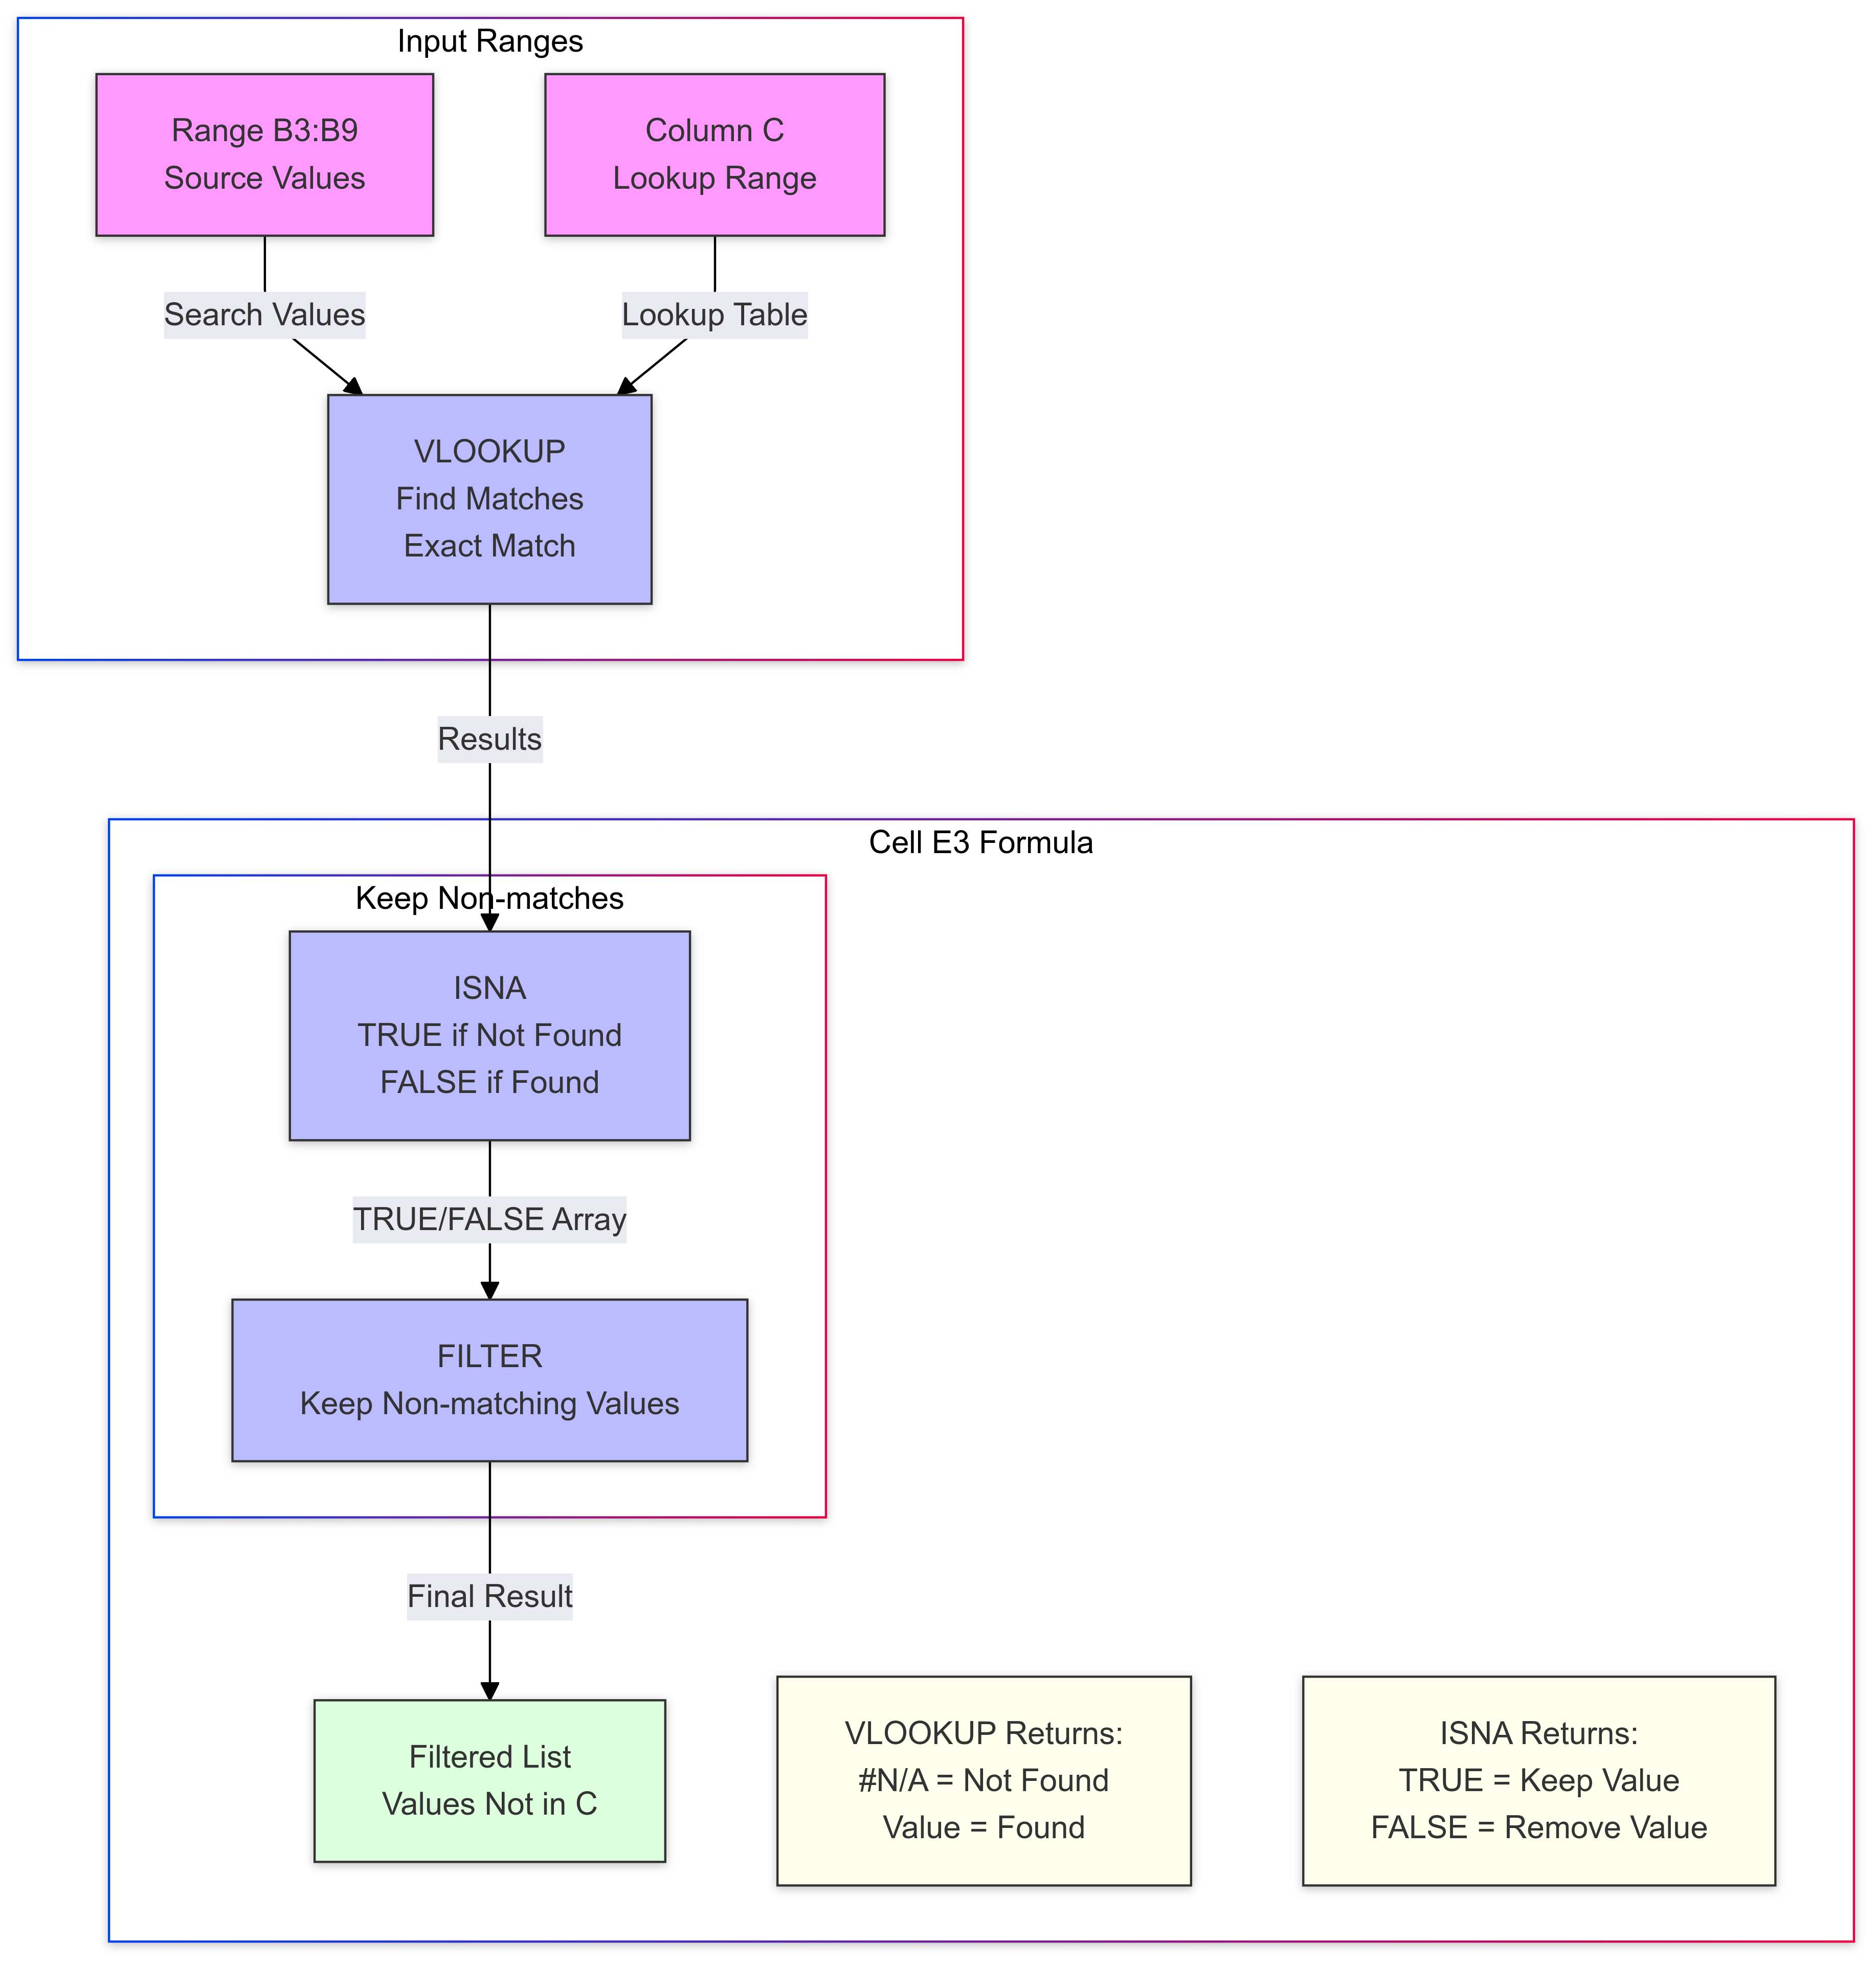 Input Ranges
Range B3:B9
Source Values
Column C
Lookup Range
Search Values
Lookup Table
VLOOKUP
Find Matches
Exact Match
Results
Cell E3 Formula
Keep Non-matches
ISNA
TRUE if Not Found
FALSE if Found
TRUE/FALSE Array
FILTER
Keep Non-matching Values
Final Result
Filtered List
Values Not in C
VLOOKUP Returns:
#N/A = Not Found
Value = Found
ISNA Returns:
TRUE = Keep Value
FALSE = Remove Value